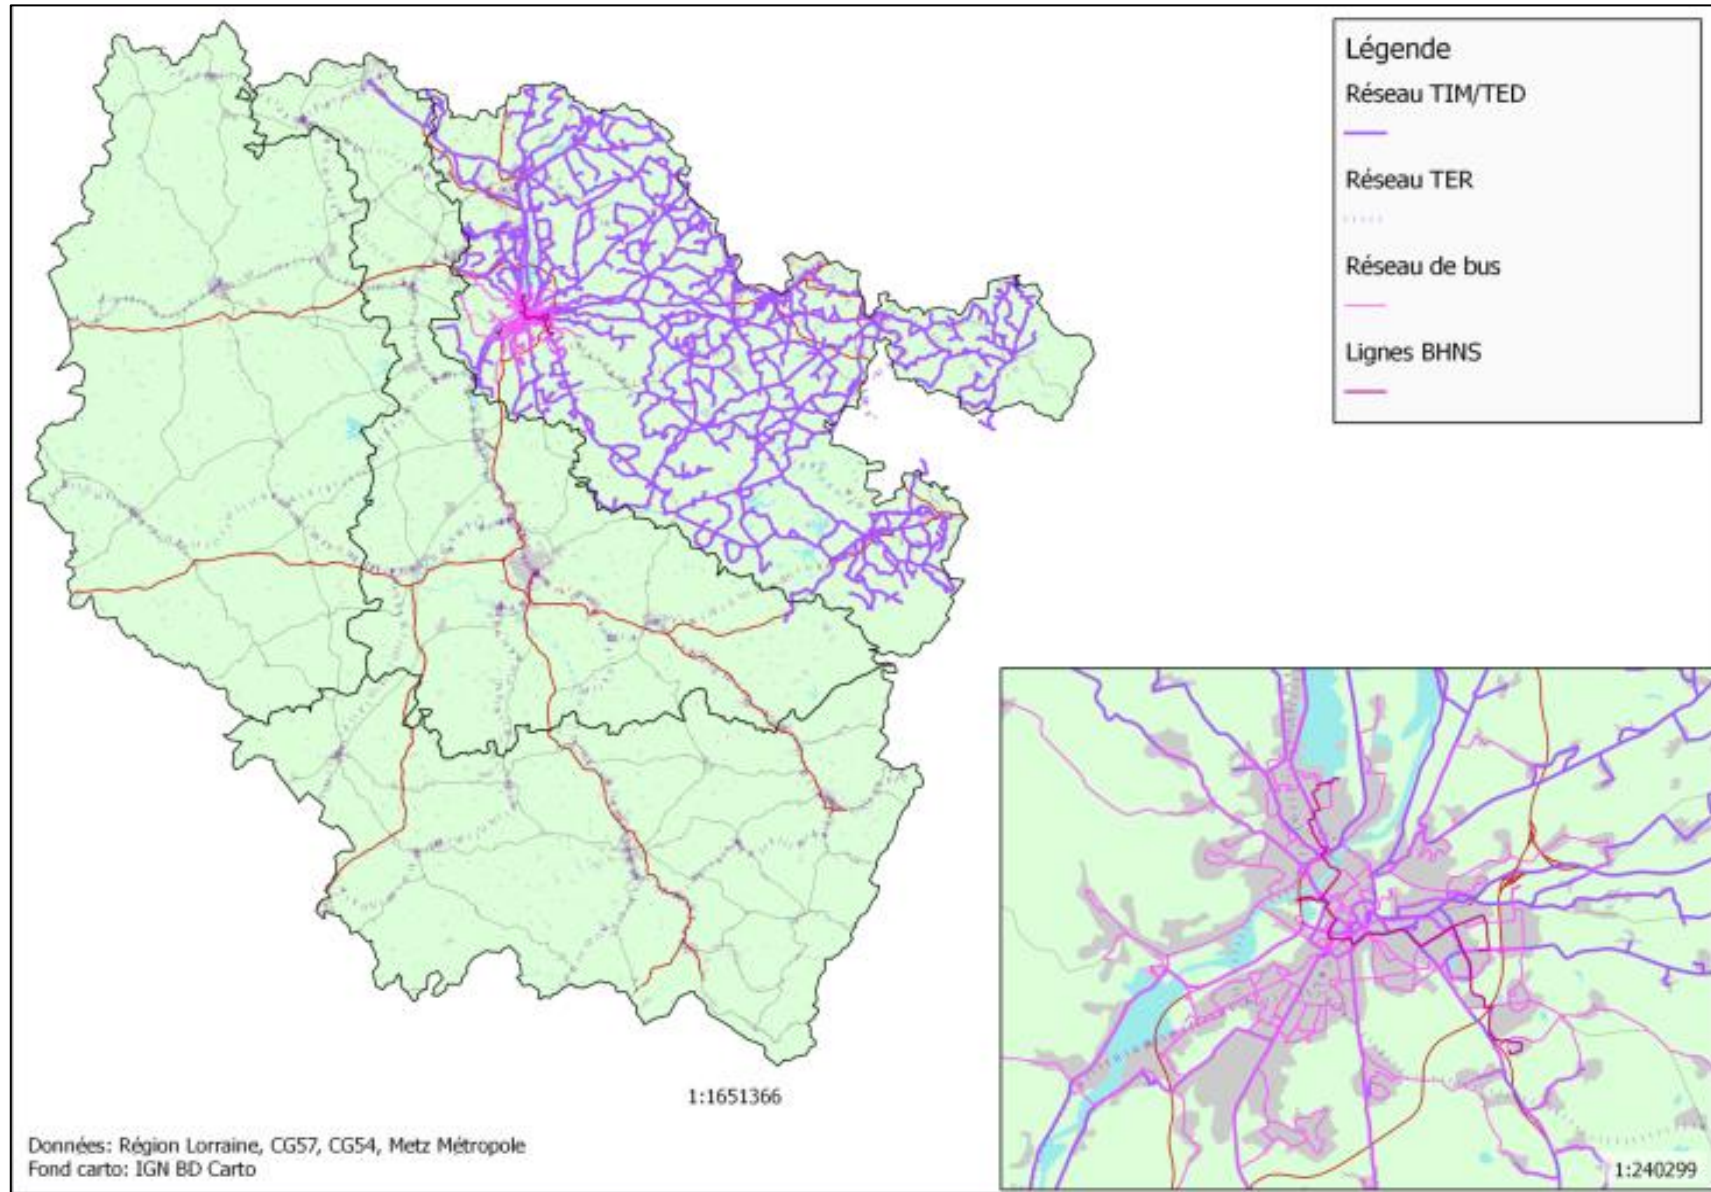 Légende
Réseau TIM/TED
Réseau TER
Réseau de bus
Lignes BHNS
1:1651366
Données: Région Lorraine, CG57, CG54, Metz Métropole
Fond carto: IGN BD Carto
1:240299